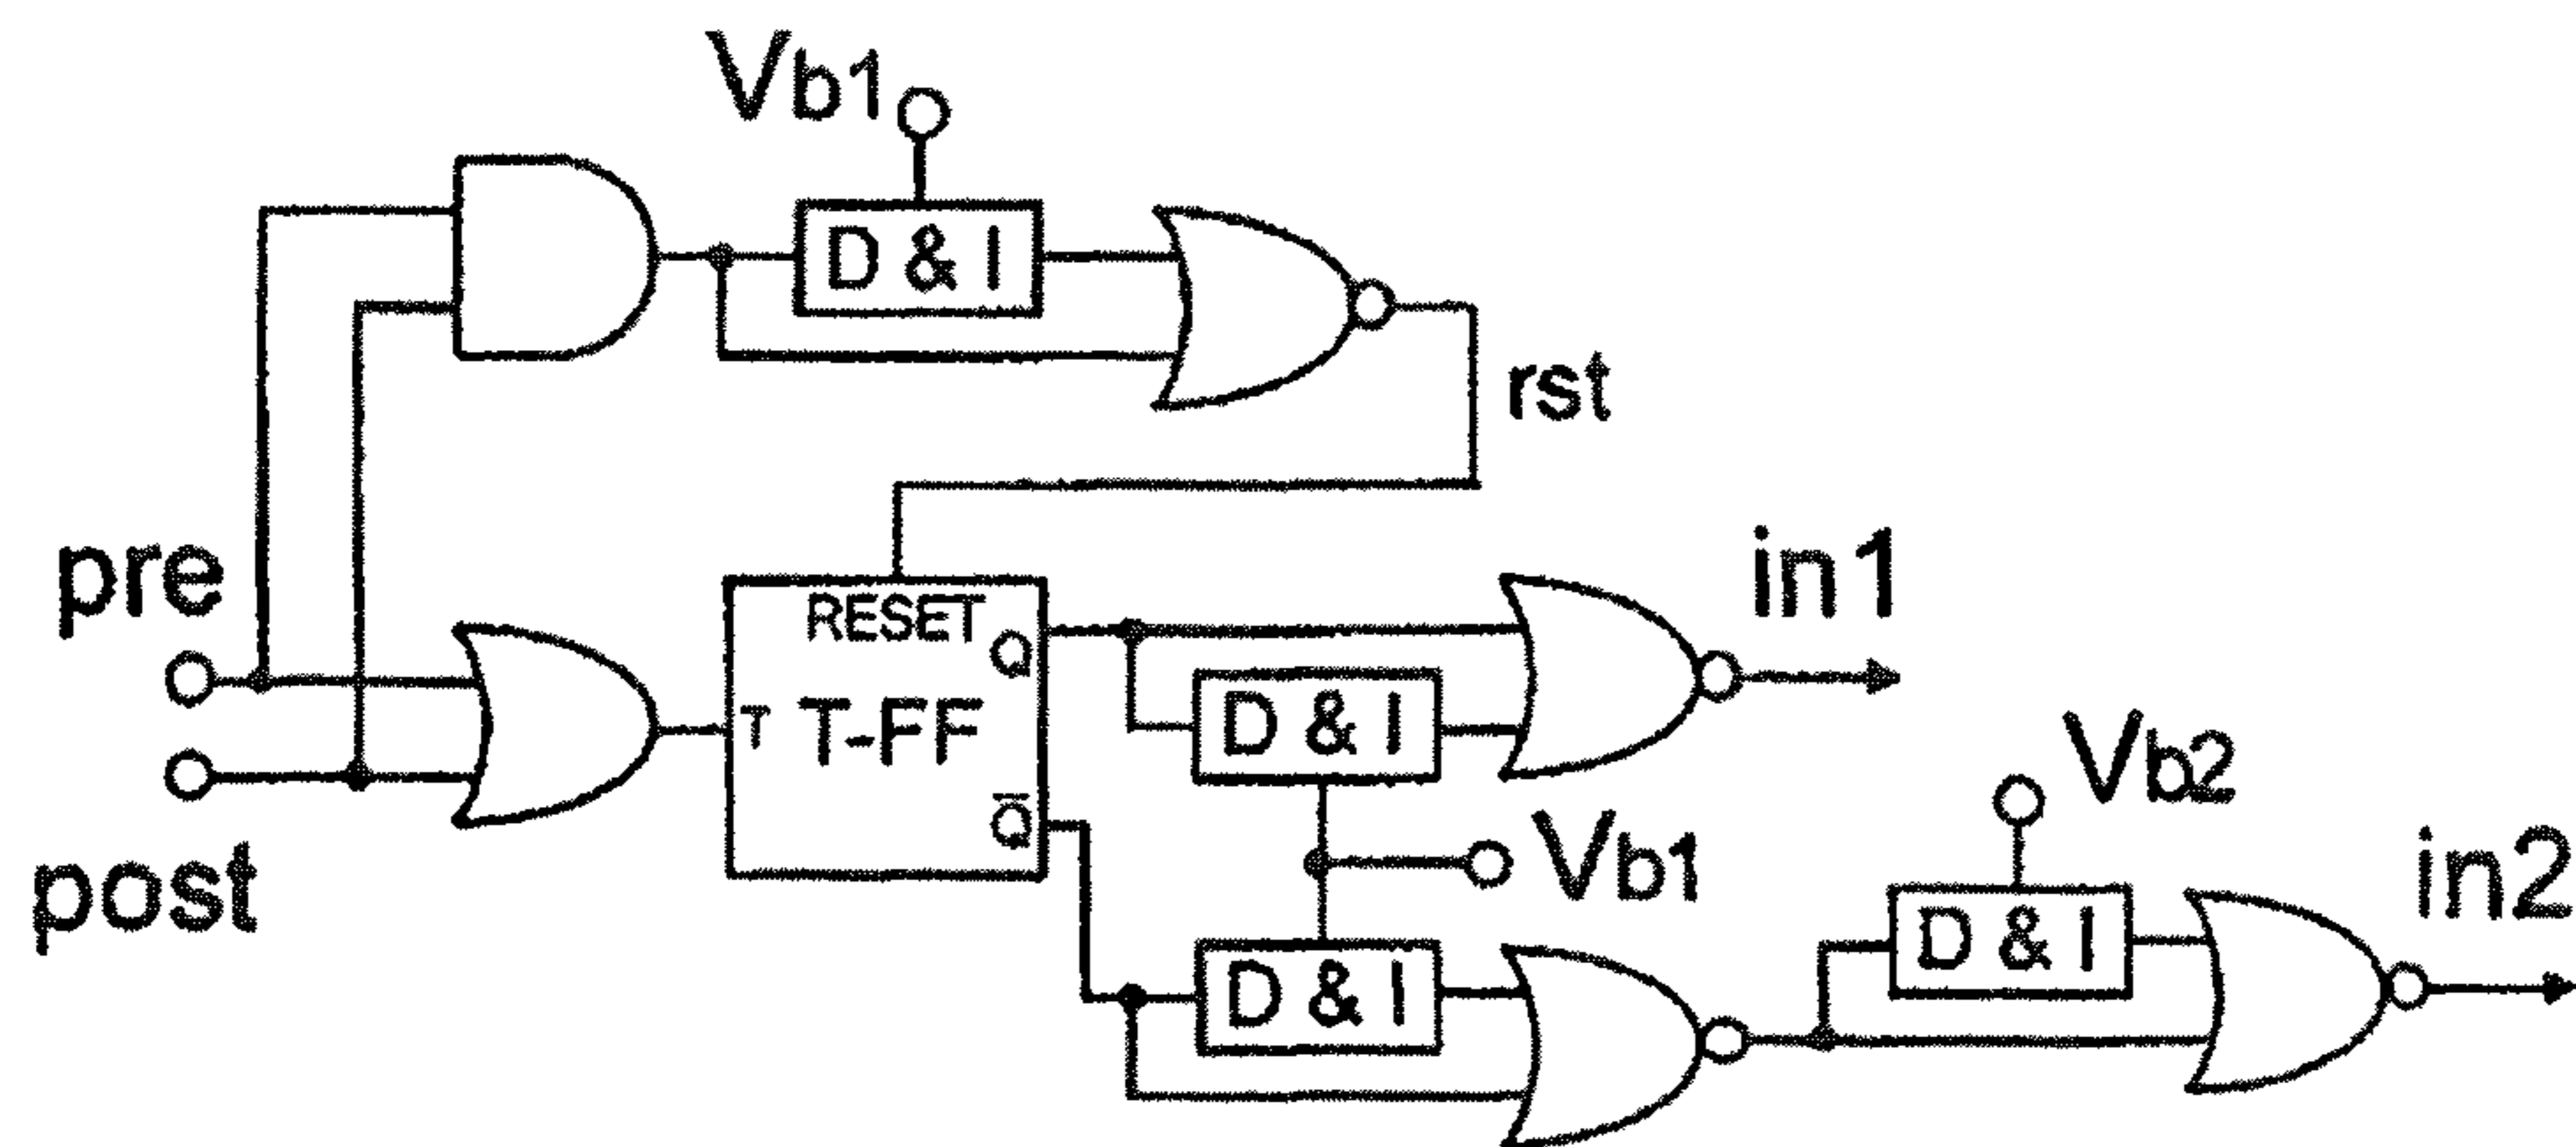 Vb1
D & I
rst
pre
post
RESET
Q
T
T-FF
Q̅
D & I
in1
Vb1
D & I
Vb2
D & I
in2